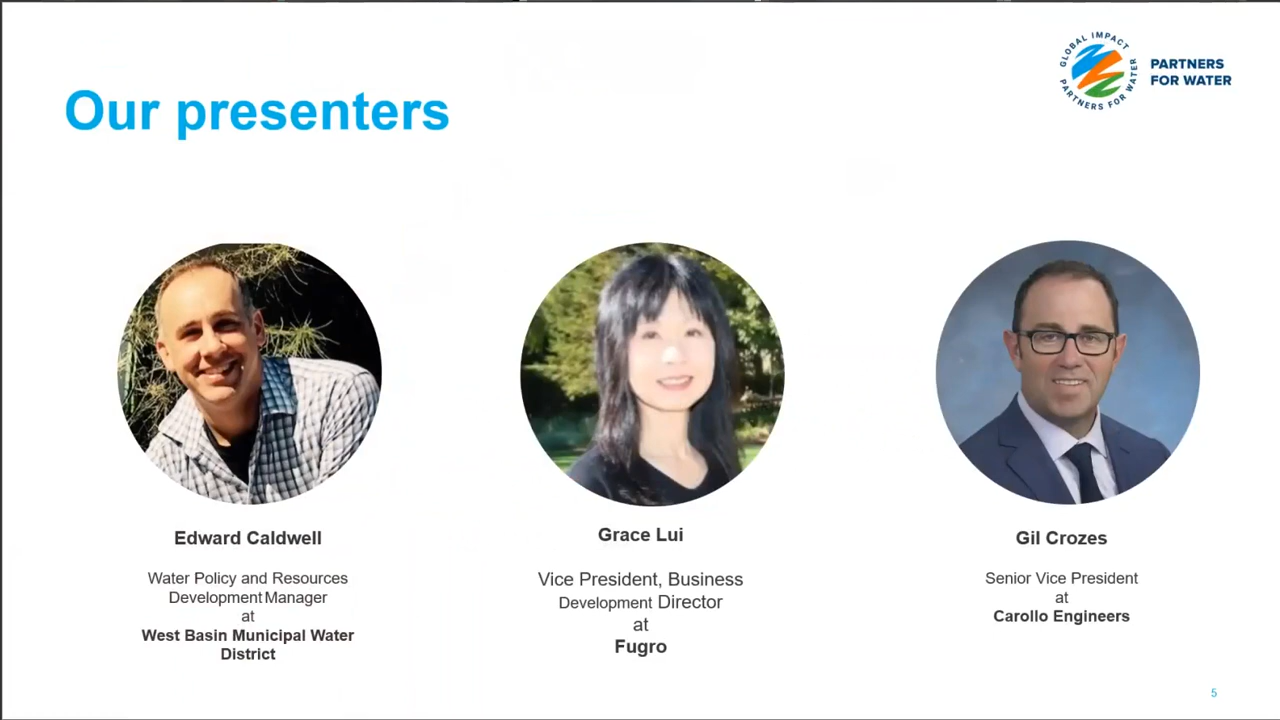 Our presenters
GLOBAL IMPACT
PARTNERS FOR WATER
PARTNERS
FOR WATER
Edward Caldwell
Water Policy and Resources
Development Manager
at
West Basin Municipal Water
District
Grace Lui
Vice President, Business
Development Director
at
Fugro
Gil Crozes
Senior Vice President
at
Carollo Engineers
5